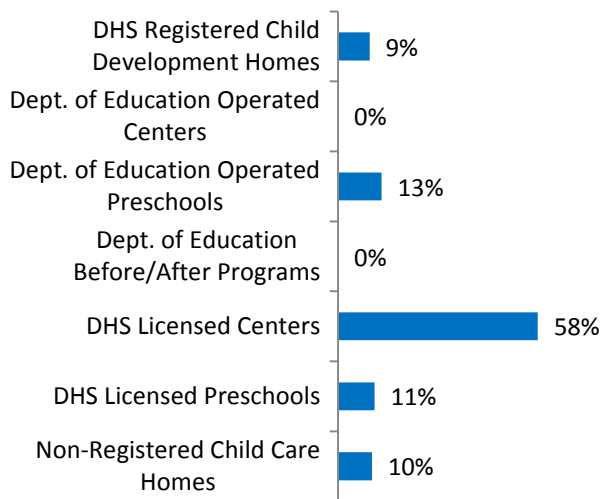 DHS Registered Child
Development Homes
9%
Dept. of Education Operated
Centers
0%
Dept. of Education Operated
Preschools
13%
Dept. of Education
Before/After Programs
0%
DHS Licensed Centers
58%
DHS Licensed Preschools
11%
Non-Registered Child Care
Homes
10%